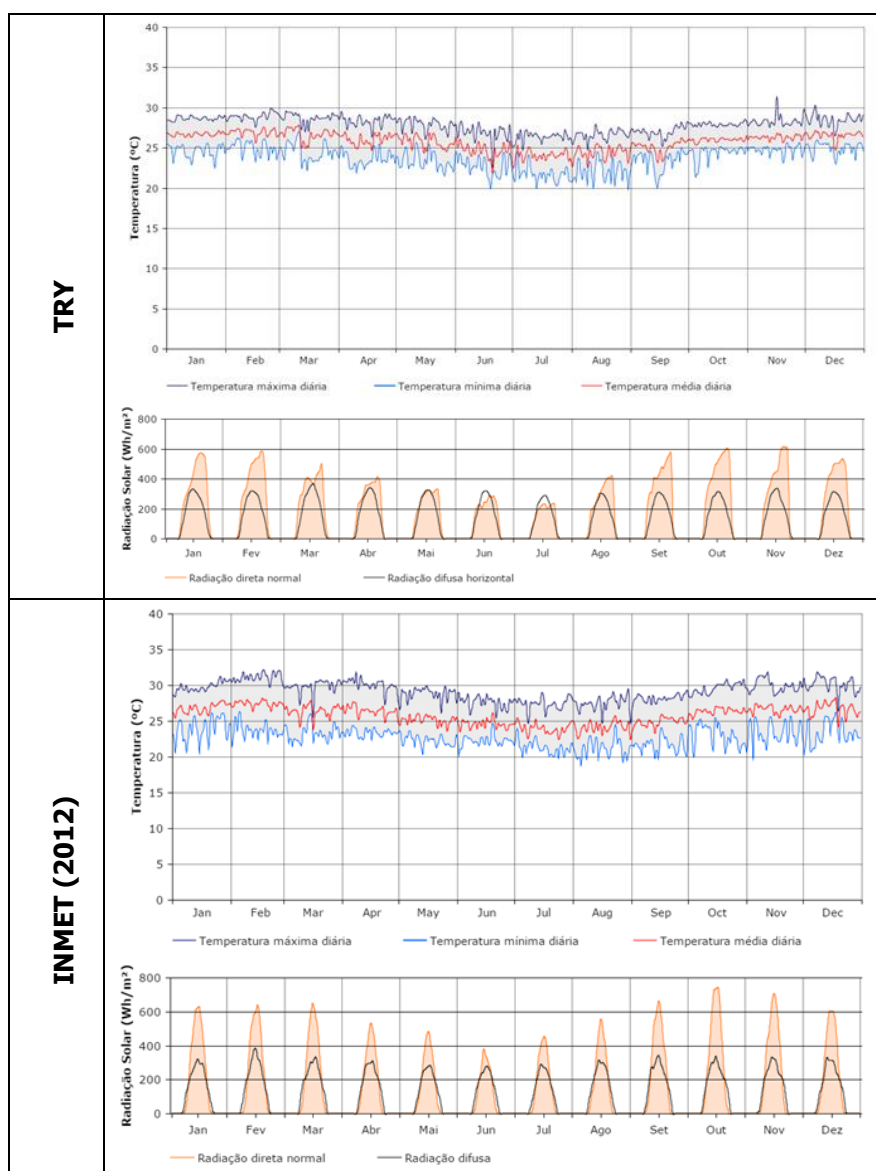 TRY
Temperatura (°C)
40
35
30
25
20
15
10
5
0
Jan Feb Mar Apr May Jun Jul Aug Sep Oct Nov Dec
Temperatura máxima diária Temperatura mínima diária Temperatura média diária
Radiação Solar (Wh/m²)
800
600
400
200
0
Jan Fev Mar Abr Mai Jun Jul Ago Set Out Nov Dez
Radiação direta normal Radiação difusa horizontal
INMET (2012)
Temperatura (°C)
40
35
30
25
20
15
10
5
0
Jan Feb Mar Apr May Jun Jul Aug Sep Oct Nov Dec
Temperatura máxima diária Temperatura mínima diária Temperatura média diária
Radiação Solar (Wh/m²)
800
600
400
200
0
Jan Fev Mar Abr Mai Jun Jul Ago Set Out Nov Dez
Radiação direta normal Radiação difusa